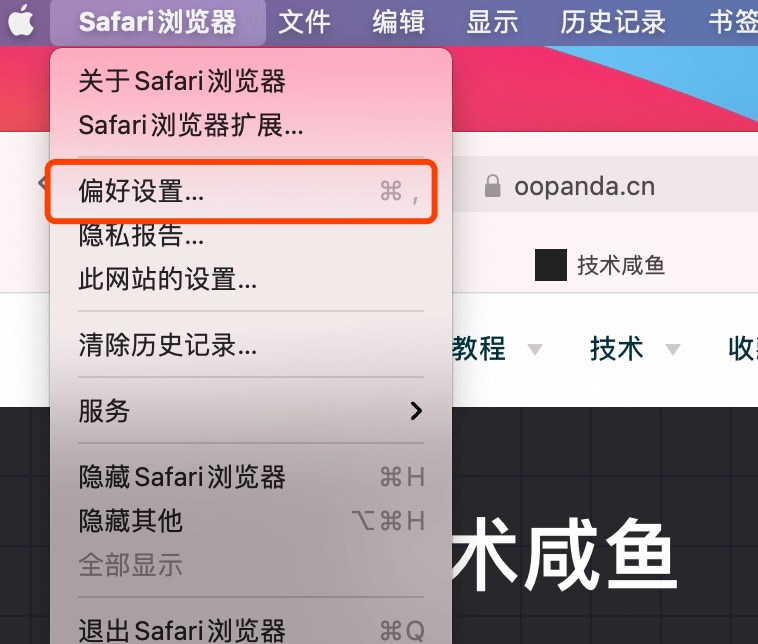 Safari浏览器 文件 编辑 显示 历史记录 书签
关于Safari浏览器
Safari浏览器扩展...
偏好设置... ⌘ ,
隐私报告...
此网站的设置...
清除历史记录...
服务
隐藏Safari浏览器 ⌘H
隐藏其他 ⌥⌘H
全部显示
退出Safari浏览器 ⌘Q
oopanda.cn
技术咸鱼
教程 技术 收
术咸鱼